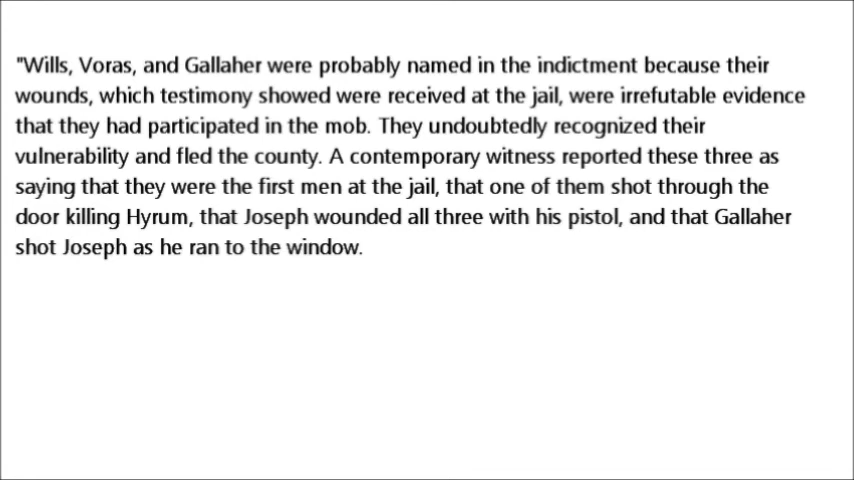 "Wills, Voras, and Gallaher were probably named in the indictment because their
wounds, which testimony showed were received at the jail, were irrefutable evidence
that they had participated in the mob. They undoubtedly recognized their
vulnerability and fled the county. A contemporary witness reported these three as
saying that they were the first men at the jail, that one of them shot through the
door killing Hyrum, that Joseph wounded all three with his pistol, and that Gallaher
shot Joseph as he ran to the window.